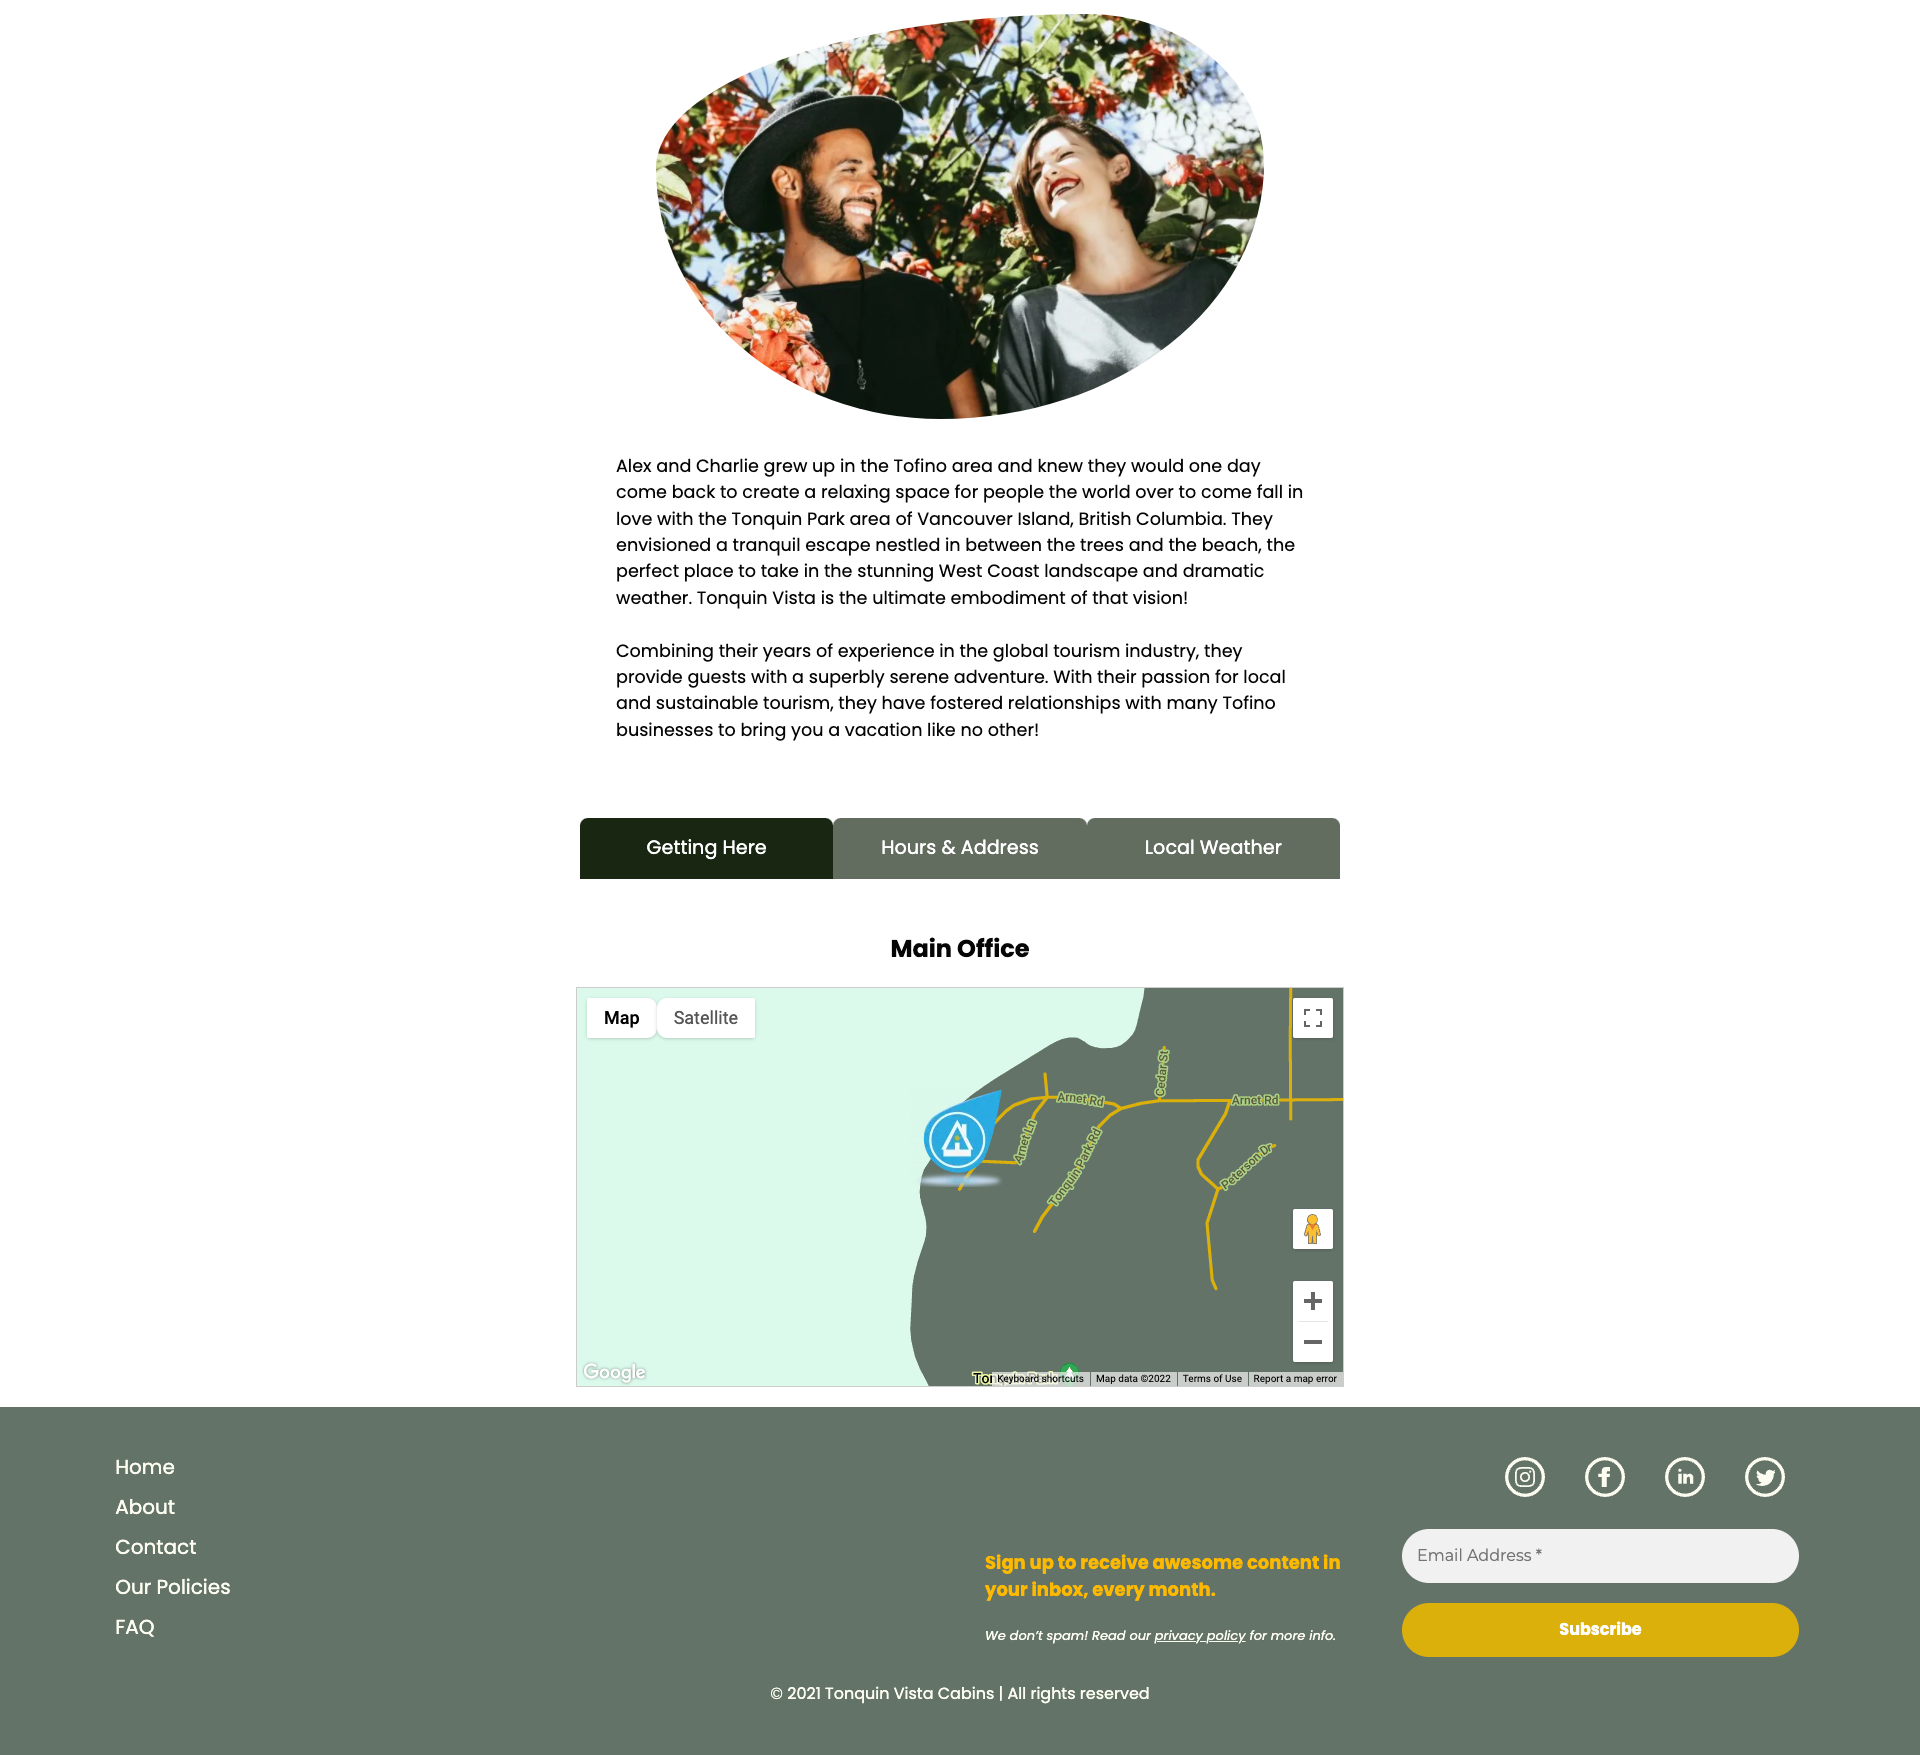 Alex and Charlie grew up in the Tofino area and knew they would one day
come back to create a relaxing space for people the world over to come fall in
love with the Tonquin Park area of Vancouver Island, British Columbia. They
envisioned a tranquil escape nestled in between the trees and the beach, the
perfect place to take in the stunning West Coast landscape and dramatic
weather. Tonquin Vista is the ultimate embodiment of that vision!
Combining their years of experience in the global tourism industry, they
provide guests with a superbly serene adventure. With their passion for local
and sustainable tourism, they have fostered relationships with many Tofino
businesses to bring you a vacation like no other!
Getting Here
Hours & Address
Local Weather
Main Office
Map
Satellite
Cedar St
Arnet Rd
Arnet Rd
Arnet Ln
Tonquin Park Rd
Peterson Dr
Google
Keyboard shortcuts
Map data ©2022
Terms of Use
Report a map error
Home
About
Contact
Our Policies
FAQ
Sign up to receive awesome content in
your inbox, every month.
We don't spam! Read our privacy policy for more info.
Email Address *
Subscribe
© 2021 Tonquin Vista Cabins | All rights reserved